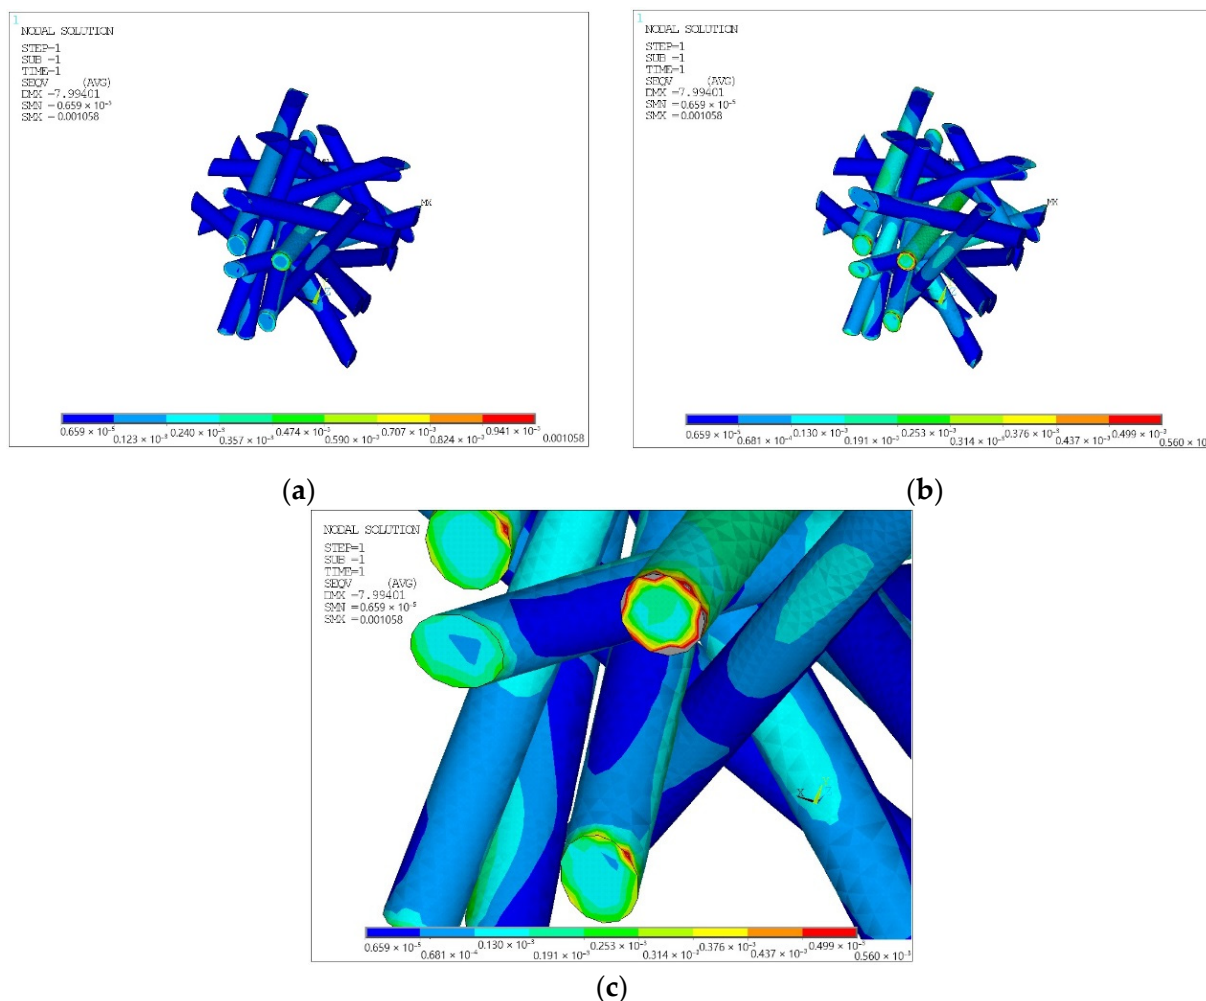 1
NODAL SOLUTION
STEP=1
SUB =1
TIME=1
SEQV (AVG)
DMX =7.99401
SMN =0.659 × 10⁻⁵
SMX =0.001058
MX
0.659 × 10⁻⁵ 0.240 × 10⁻⁵ 0.474 × 10⁻³ 0.707 × 10⁻³ 0.941 × 10⁻³
0.123 × 10⁻³ 0.357 × 10⁻³ 0.590 × 10⁻³ 0.824 × 10⁻³ 0.001058
(a)
1
NODAL SOLUTION
STEP=1
SUB =1
TIME=1
SEQV (AVG)
DMX =7.99401
SMN =0.659 × 10⁻⁵
SMX =0.001058
MX
0.659 × 10⁻⁵ 0.130 × 10⁻³ 0.253 × 10⁻³ 0.376 × 10⁻³ 0.499 × 10⁻³
0.681 × 10⁻⁴ 0.191 × 10⁻³ 0.314 × 10⁻³ 0.437 × 10⁻³ 0.560 × 10⁻³
(b)
NODAL SOLUTION
STEP=1
SUB =1
TIME=1
SEQV (AVG)
DMX =7.99401
SMN =0.659 × 10⁻⁵
SMX =0.001058
X
0.659 × 10⁻⁵ 0.130 × 10⁻³ 0.253 × 10⁻³ 0.376 × 10⁻³ 0.499 × 10⁻⁵
0.681 × 10⁻⁴ 0.191 × 10⁻³ 0.314 × 10⁻³ 0.437 × 10⁻³ 0.560 × 10⁻³
(c)